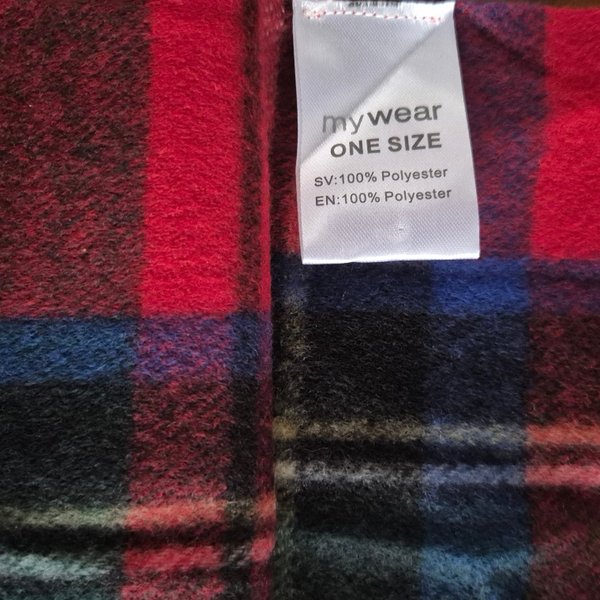 mywear
ONE SIZE
SV:100% Polyester
EN:100% Polyester